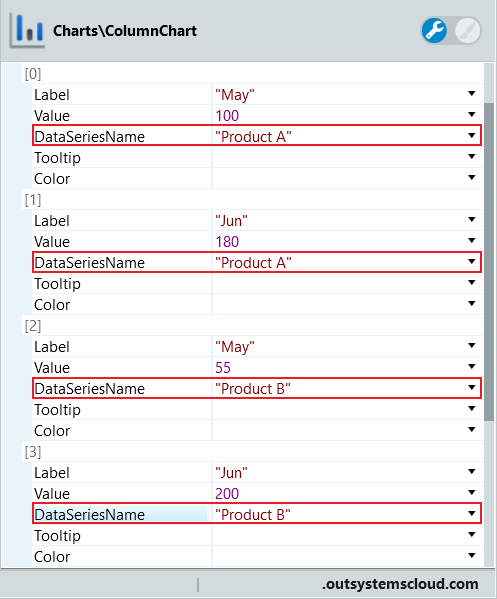 Charts\ColumnChart
[0]
Label "May"
Value 100
DataSeriesName "Product A"
Tooltip
Color
[1]
Label "Jun"
Value 180
DataSeriesName "Product A"
Tooltip
Color
[2]
Label "May"
Value 55
DataSeriesName "Product B"
Tooltip
Color
[3]
Label "Jun"
Value 200
DataSeriesName "Product B"
Tooltip
Color
.outsystemscloud.com